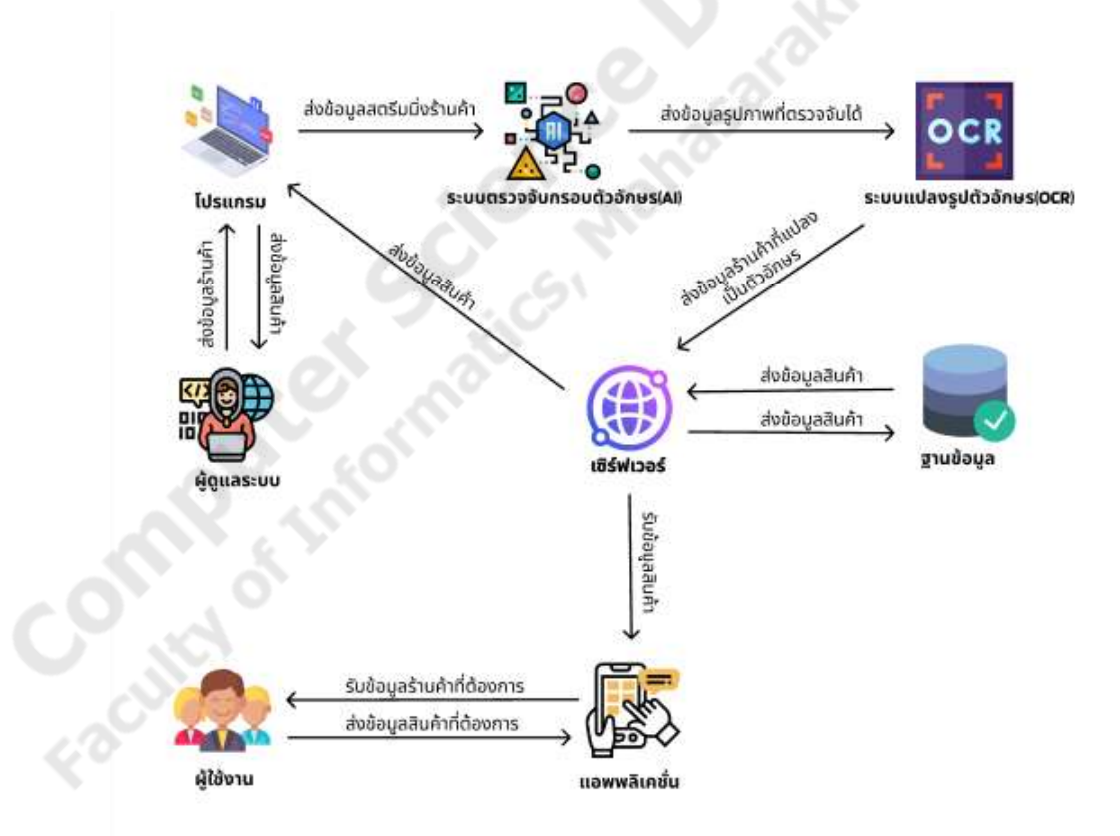 ส่งข้อมูลสตรีมมิ่งร้านค้า
ส่งข้อมูลรูปภาพที่ตรวจจับได้
AI
OCR
โปรแกรม
ระบบตรวจจับกรอบตัวอักษร(AI)
ระบบแปลงรูปตัวอักษร(OCR)
ส่งข้อมูลร้านค้า
ส่งข้อมูลสินค้า
ส่งข้อมูลสินค้า
ส่งข้อมูลร้านค้าที่แปลง
เป็นตัวอักษร
ส่งข้อมูลสินค้า
ส่งข้อมูลสินค้า
ผู้ดูแลระบบ
เซิร์ฟเวอร์
ฐานข้อมูล
รับข้อมูลสินค้า
รับข้อมูลร้านค้าที่ต้องการ
ส่งข้อมูลสินค้าที่ต้องการ
ผู้ใช้งาน
แอพพลิเคชั่น
Computer Science D
Faculty of Informatics, Mahasarak